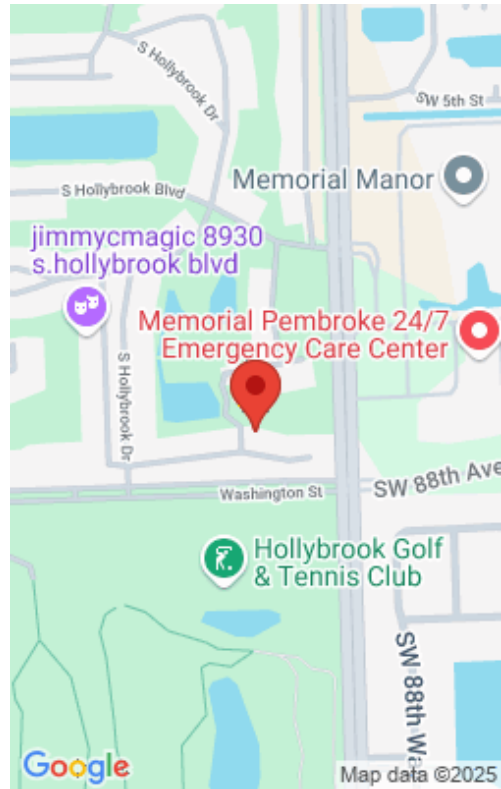 S Hollybrook Dr
SW 5th St
Memorial Manor
S Hollybrook Blvd
jimmycmagic 8930
s.hollybrook blvd
Memorial Pembroke 24/7
Emergency Care Center
S Hollybrook Dr
SW 88th Ave
Washington St
Hollybrook Golf
& Tennis Club
SW 88th Wa
Google
Map data ©2025